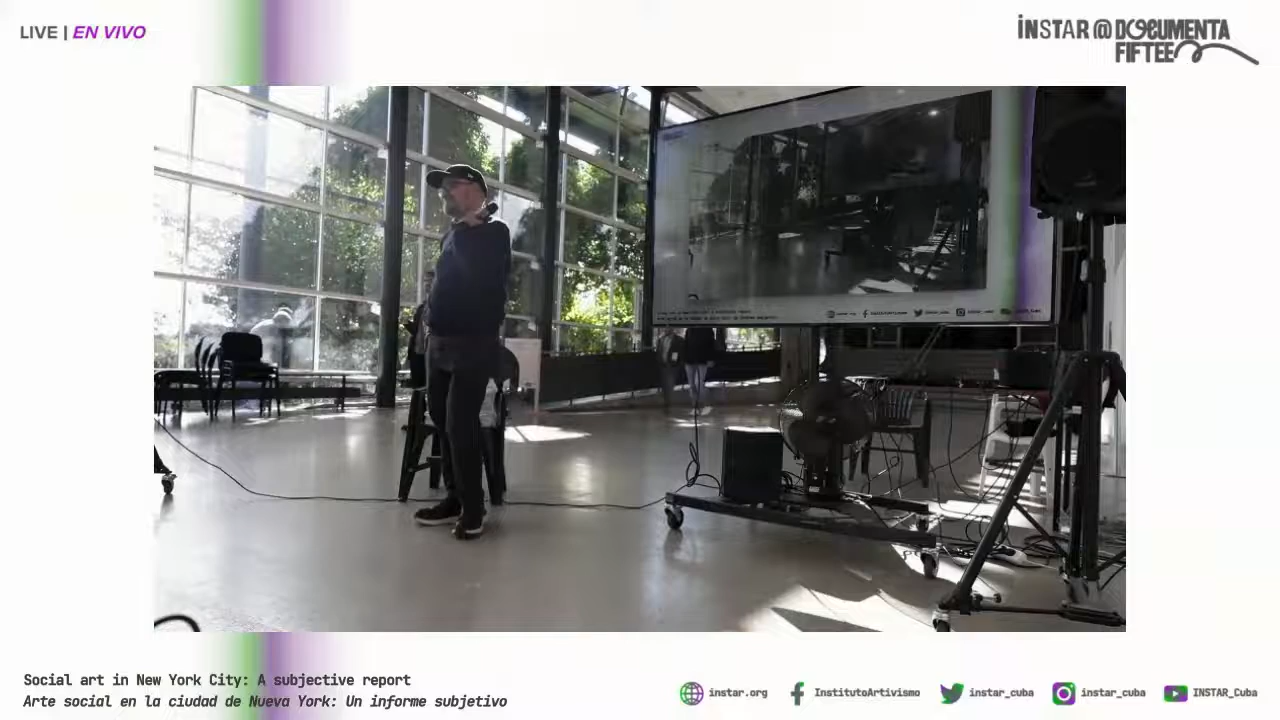 LIVE | EN VIVO
INSTAR @ DOCUMENTA
FIFTEEN
Social art in New York City: A subjective report
Arte social en la ciudad de Nueva York: Un informe subjetivo
instar.org
InstitutoArtivismo
instar_cuba
instar_cuba
INSTAR_Cuba